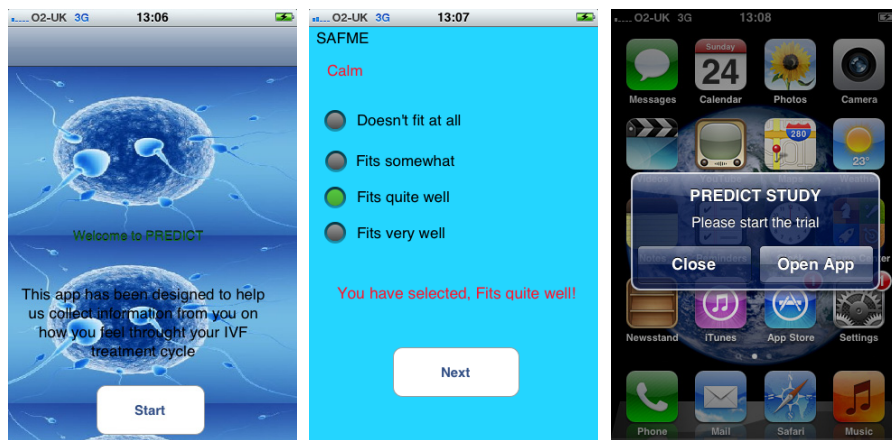 O2-UK 3G 13:06
Welcome to PREDICT
This app has been designed to help
us collect information from you on
how you feel throught your IVF
treatment cycle
Start
O2-UK 3G 13:07
SAFME
Calm
Doesn't fit at all
Fits somewhat
Fits quite well
Fits very well
You have selected, Fits quite well!
Next
O2-UK 3G 13:08
Sunday
24
Messages Calendar Photos Camera
280
23°
PREDICT STUDY
Please start the trial
Close Open App
Notes Reminders Center
Newsstand iTunes App Store Settings
Phone Mail Safari Music